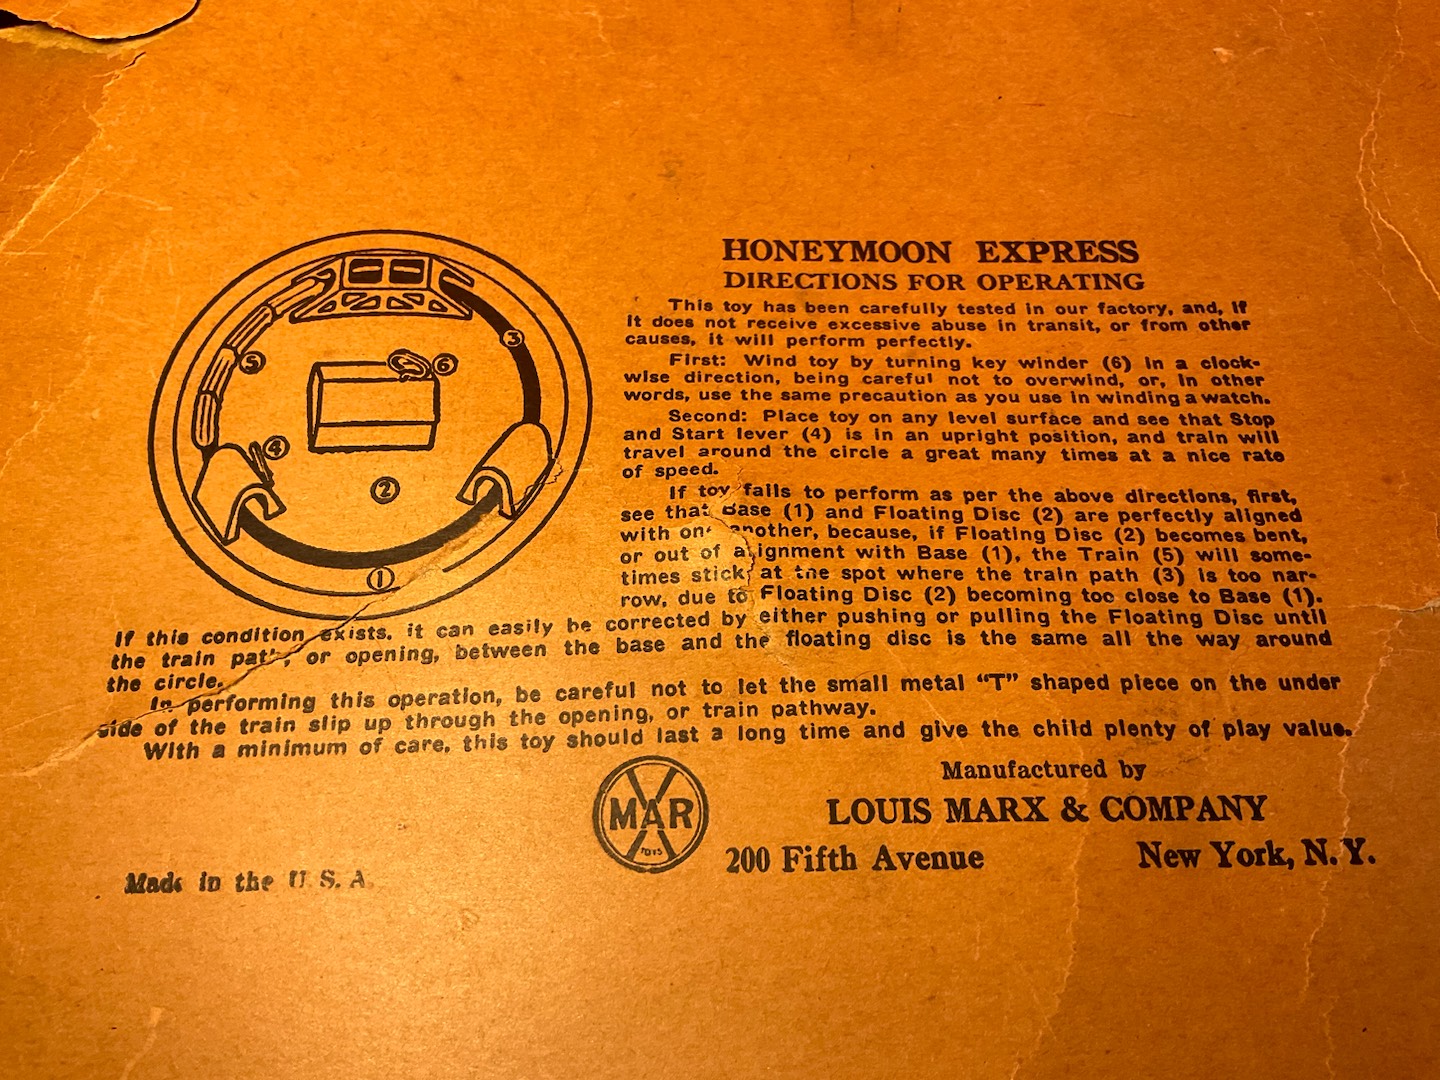 HONEYMOON EXPRESS
DIRECTIONS FOR OPERATING
This toy has been carefully tested in our factory, and, if
it does not receive excessive abuse in transit, or from other
causes, it will perform perfectly.
First: Wind toy by turning key winder (6) in a clock-
wise direction, being careful not to overwind, or, in other
words, use the same precaution as you use in winding a watch.
Second: Place toy on any level surface and see that Stop
and Start lever (4) is in an upright position, and train will
travel around the circle a great many times at a nice rate
of speed.
If toy fails to perform as per the above directions, first,
see that Base (1) and Floating Disc (2) are perfectly aligned
with one another, because, if Floating Disc (2) becomes bent,
or out of alignment with Base (1), the Train (5) will some-
times stick at the spot where the train path (3) is too nar-
row, due to Floating Disc (2) becoming too close to Base (1).
If this condition exists, it can easily be corrected by either pushing or pulling the Floating Disc until
the train path, or opening, between the base and the floating disc is the same all the way around
the circle.
In performing this operation, be careful not to let the small metal “T” shaped piece on the under
side of the train slip up through the opening, or train pathway.
With a minimum of care, this toy should last a long time and give the child plenty of play value.
3
5
6
4
2
1
Manufactured by
LOUIS MARX & COMPANY
200 Fifth Avenue New York, N. Y.
MAR
X
TOYS
Made in the U. S. A.